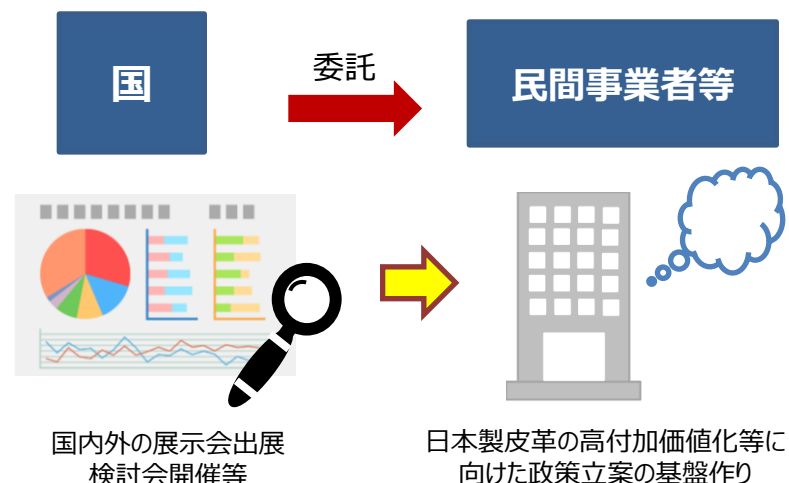 国
委託
民間事業者等
国内外の展示会出展
検討会開催等
日本製皮革の高付加価値化等に
向けた政策立案の基盤作り